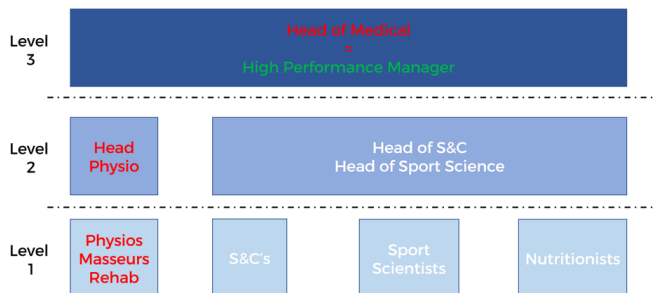 Level
3
Head of Medical
=
High Performance Manager
Level
2
Head
Physio
Head of S&C
Head of Sport Science
Level
1
Physios
Masseurs
Rehab
S&C's
Sport
Scientists
Nutritionists